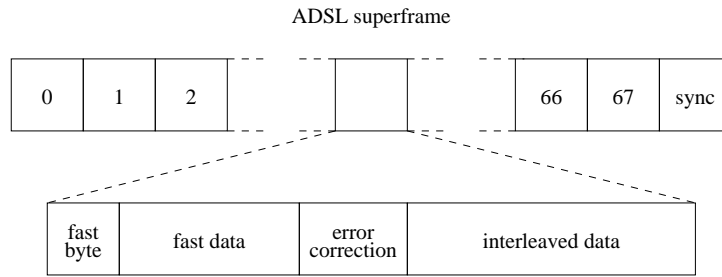 ADSL superframe
0 1 2 66 67 sync
fast byte fast data error correction interleaved data